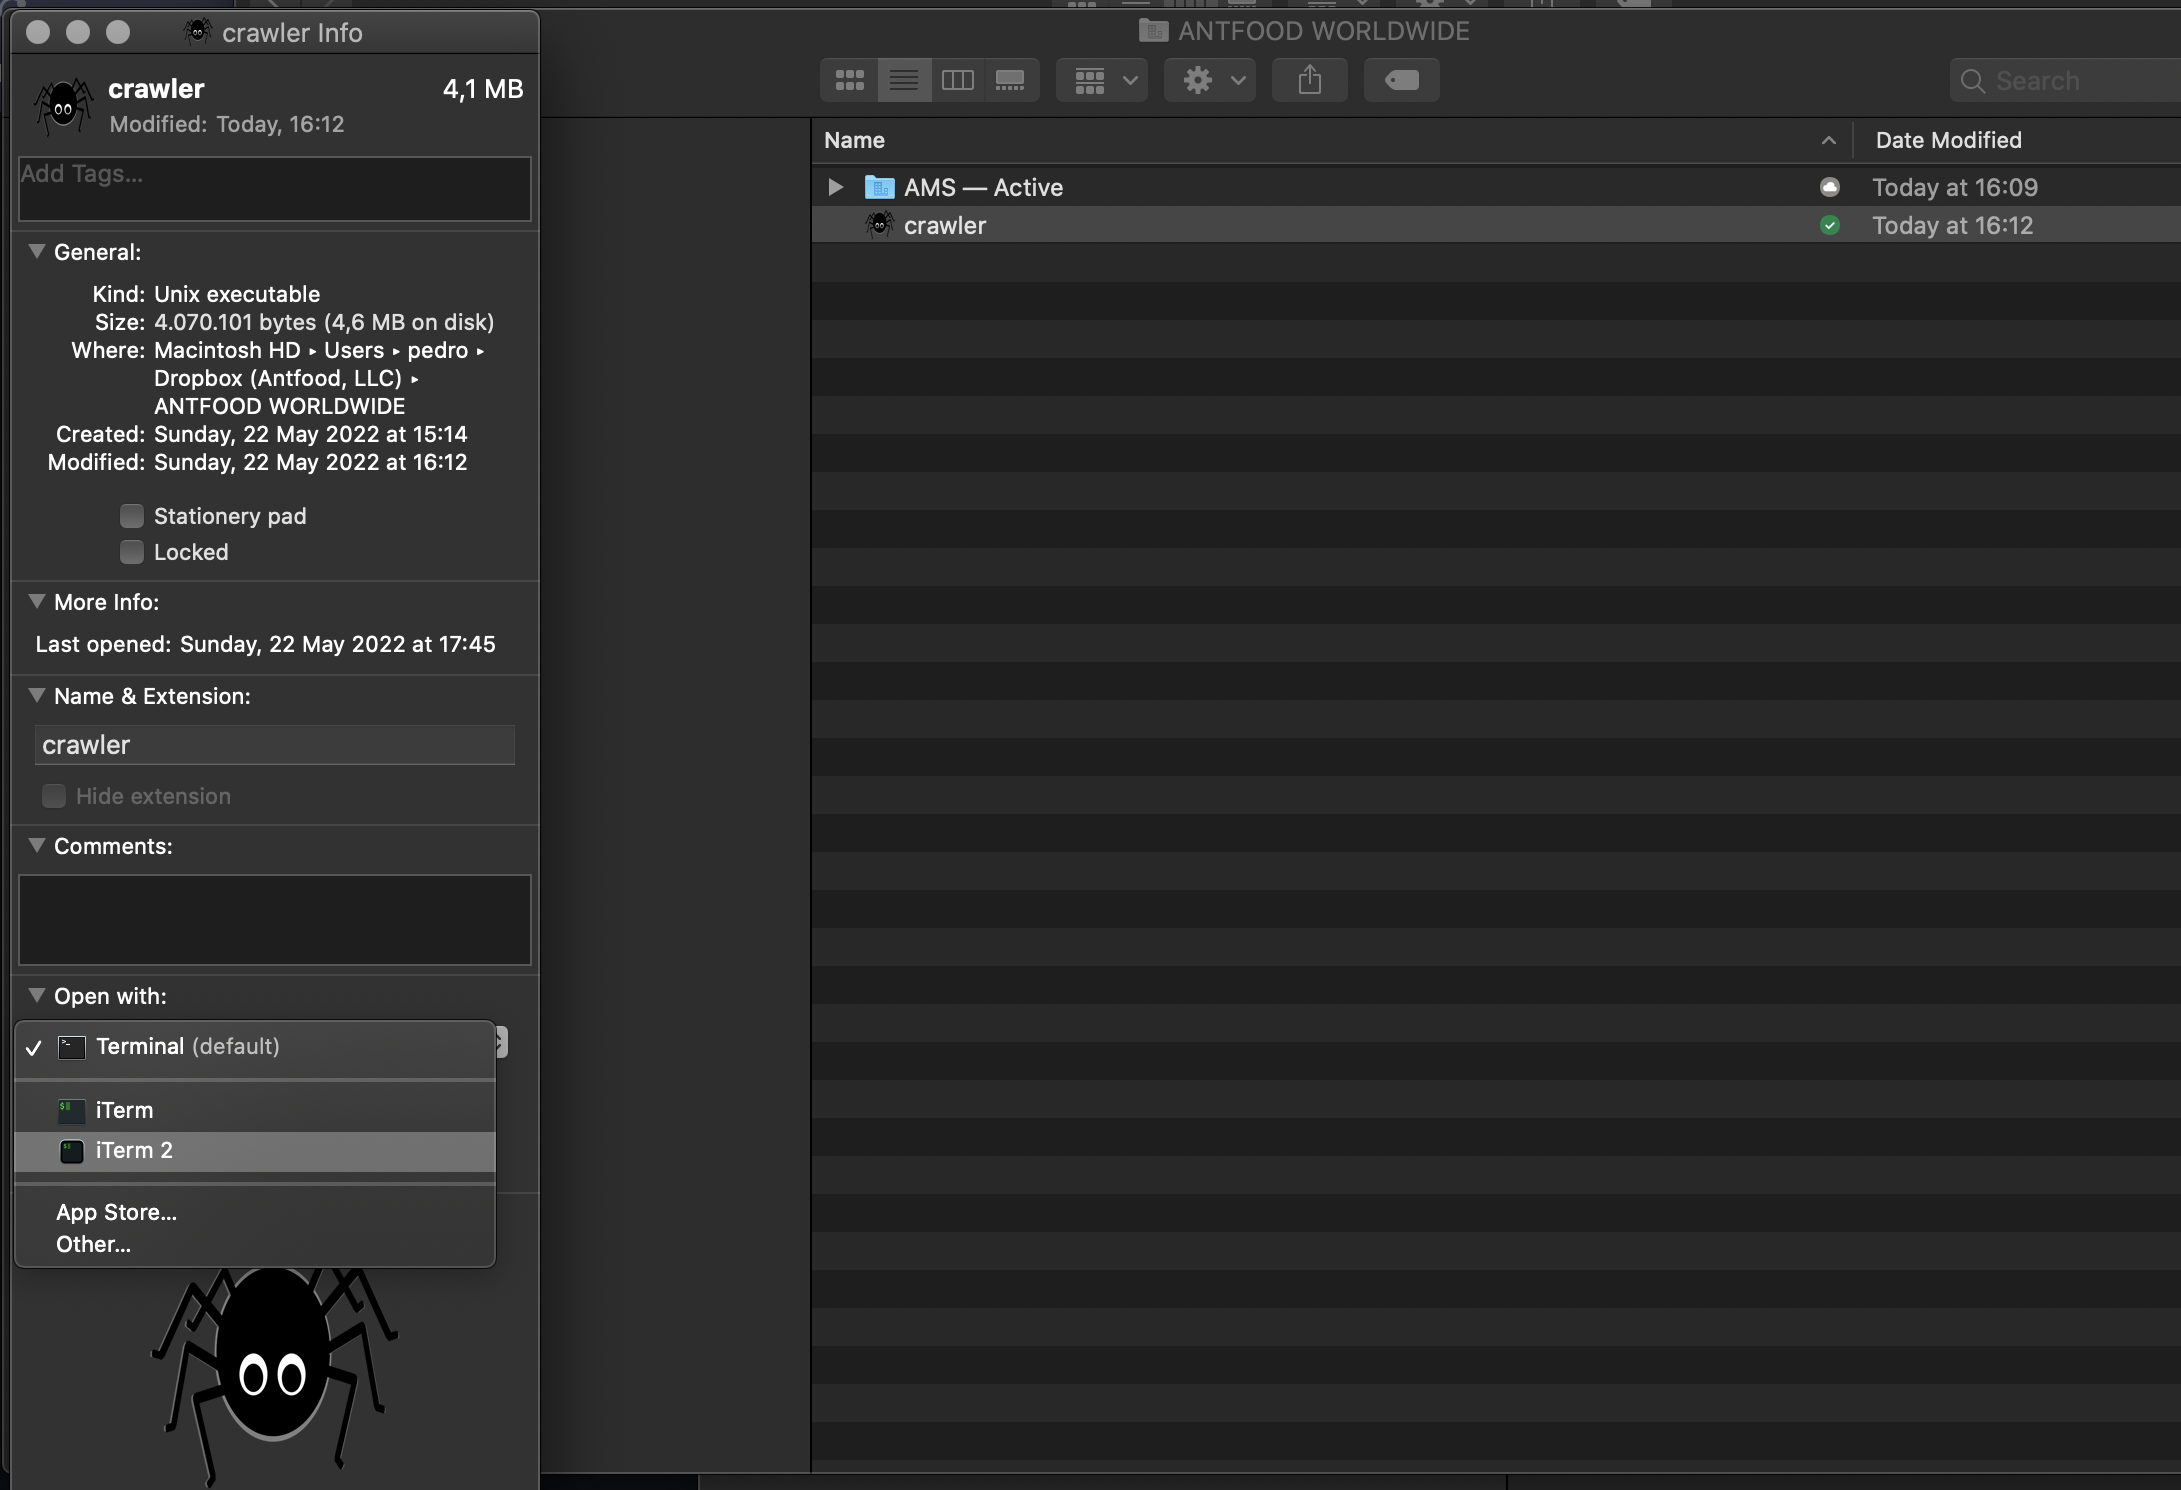 crawler Info
crawler
4,1 MB
Modified: Today, 16:12
Add Tags...
General:
Kind: Unix executable
Size: 4.070.101 bytes (4,6 MB on disk)
Where: Macintosh HD ▸ Users ▸ pedro ▸
Dropbox (Antfood, LLC) ▸
ANTFOOD WORLDWIDE
Created: Sunday, 22 May 2022 at 15:14
Modified: Sunday, 22 May 2022 at 16:12
Stationery pad
Locked
More Info:
Last opened: Sunday, 22 May 2022 at 17:45
Name & Extension:
crawler
Hide extension
Comments:
Open with:
Terminal (default)
iTerm
iTerm 2
App Store...
Other...
ANTFOOD WORLDWIDE
Search
Name
Date Modified
AMS — Active
Today at 16:09
crawler
Today at 16:12